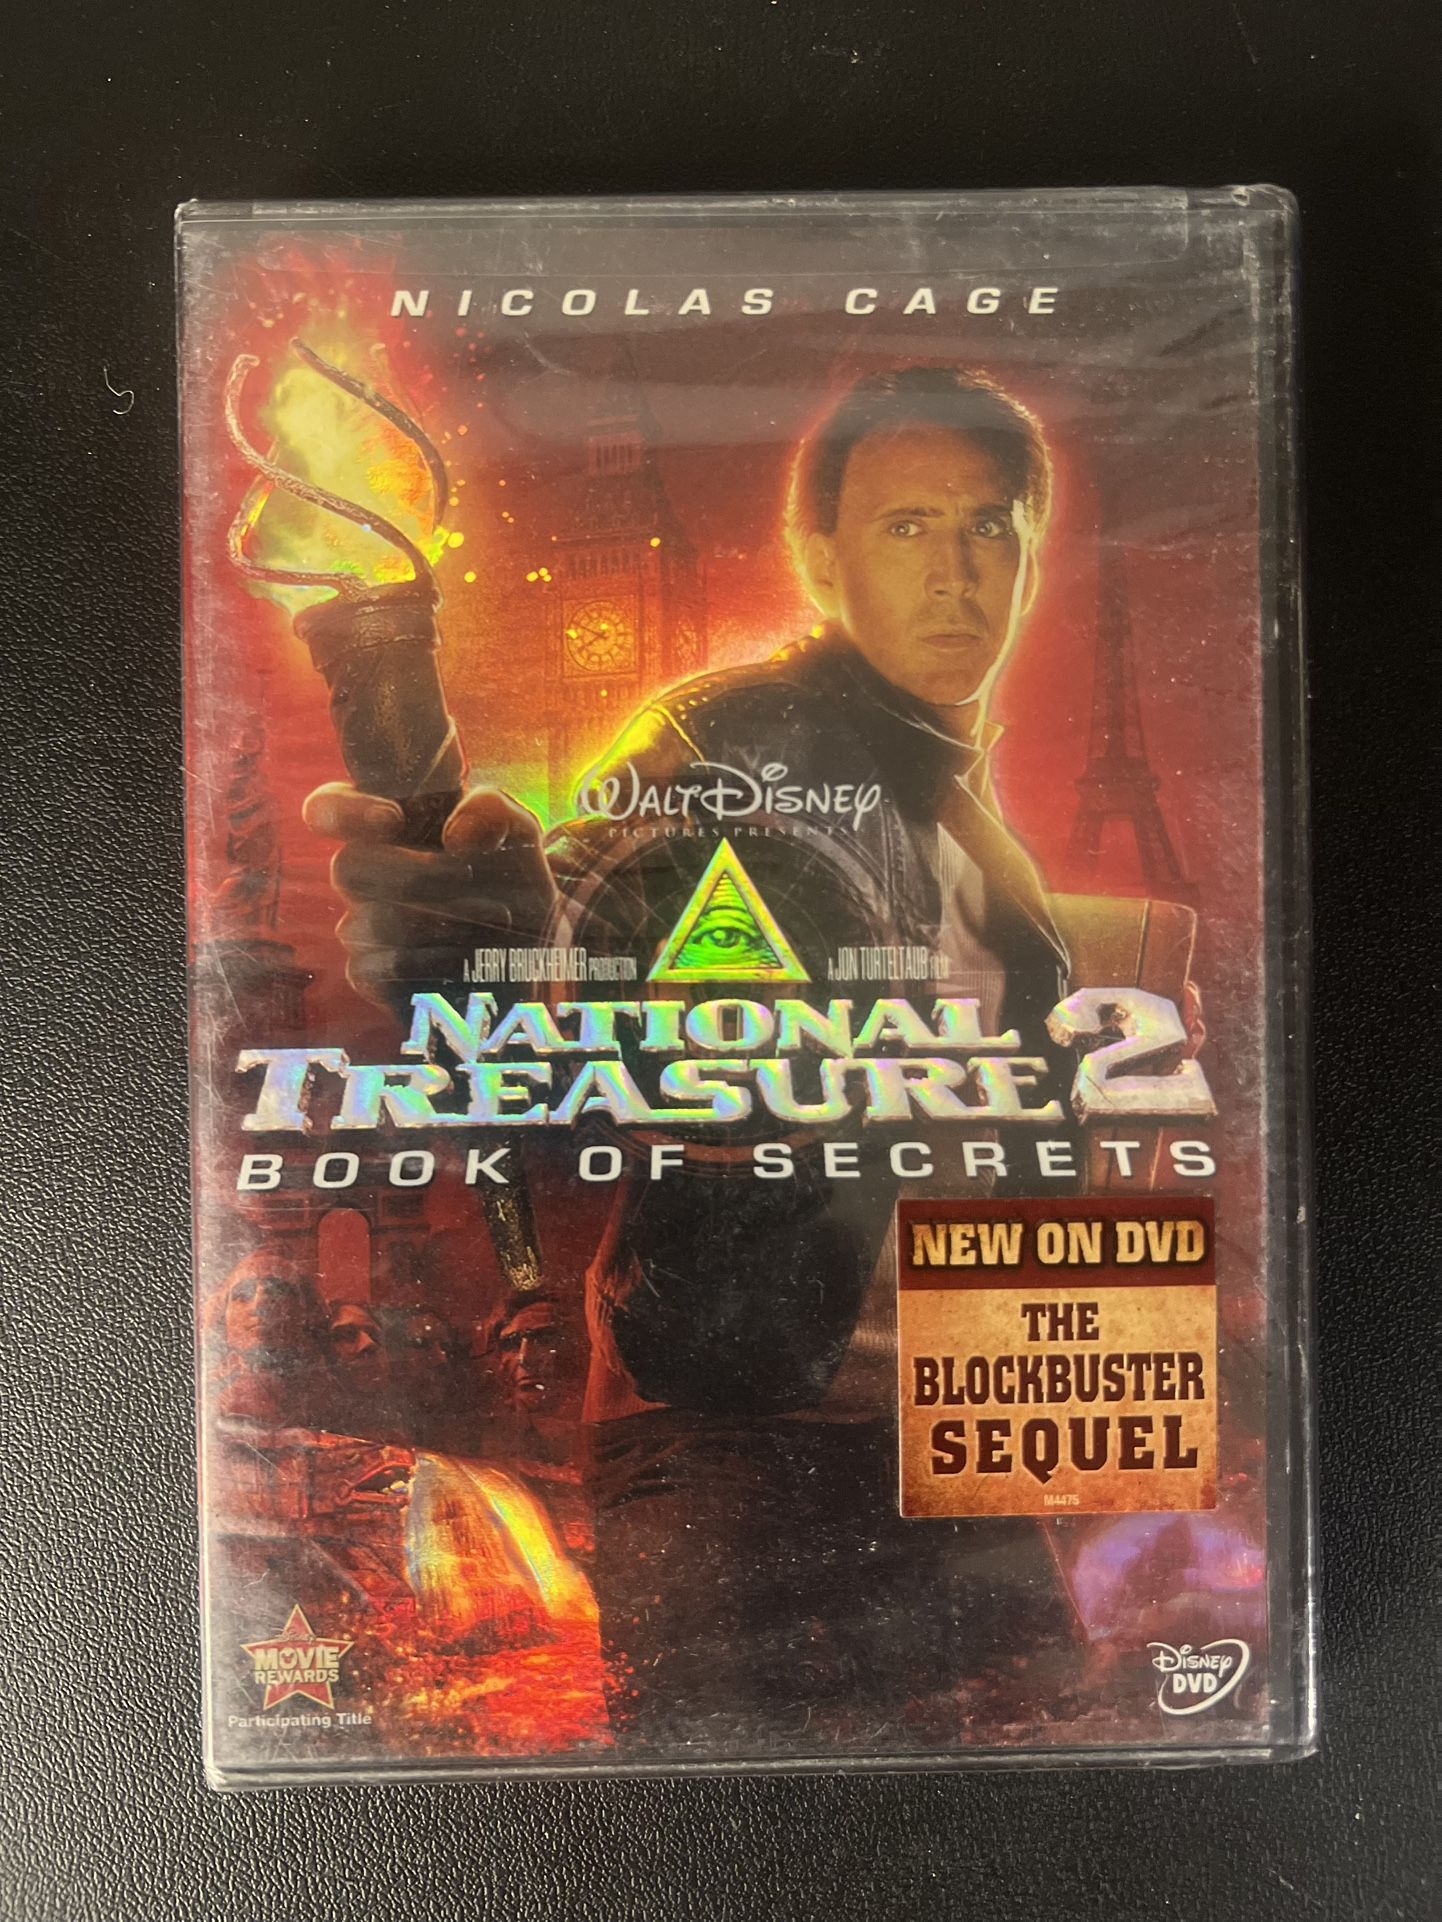 NICOLAS CAGE
WALT DISNEY
PICTURES PRESENTS
A JERRY BRUCKHEIMER PRODUCTION
A JON TURTELTAUB FILM
NATIONAL
TREASURE 2
BOOK OF SECRETS
NEW ON DVD
THE
BLOCKBUSTER
SEQUEL
M4475
Disney
MOVIE
REWARDS
Participating Title
DISNEY
DVD